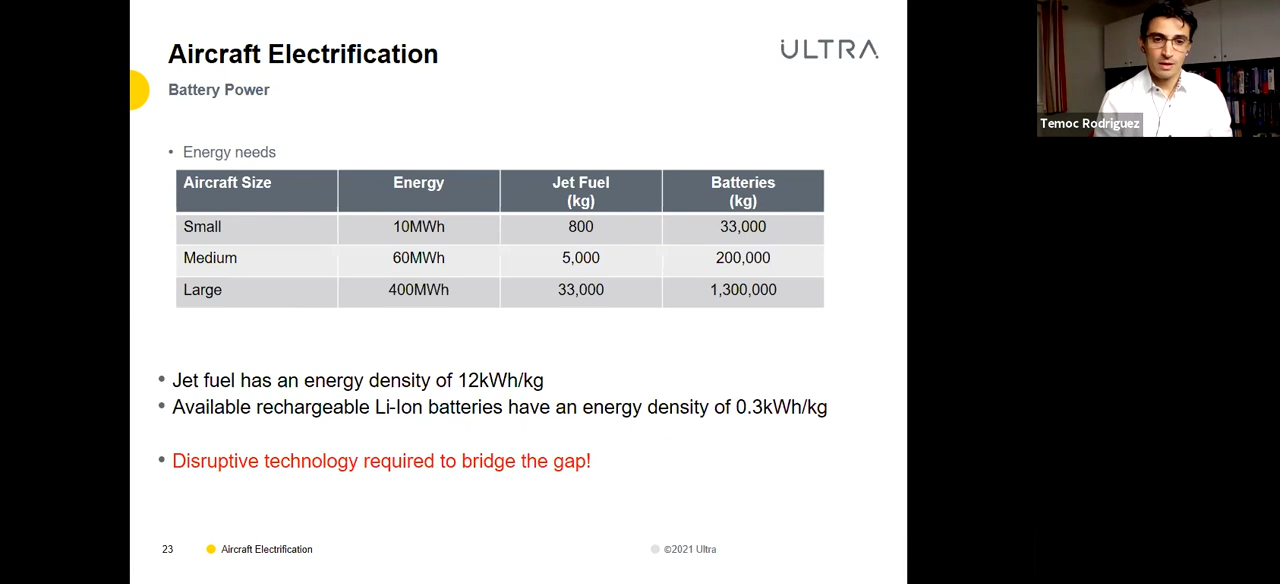 Aircraft Electrification
ULTRA
Battery Power
Temoc Rodriguez
• Energy needs
Aircraft Size Energy Jet Fuel (kg) Batteries (kg)
Small 10MWh 800 33,000
Medium 60MWh 5,000 200,000
Large 400MWh 33,000 1,300,000
• Jet fuel has an energy density of 12kWh/kg
• Available rechargeable Li-Ion batteries have an energy density of 0.3kWh/kg
• Disruptive technology required to bridge the gap!
23 Aircraft Electrification ©2021 Ultra